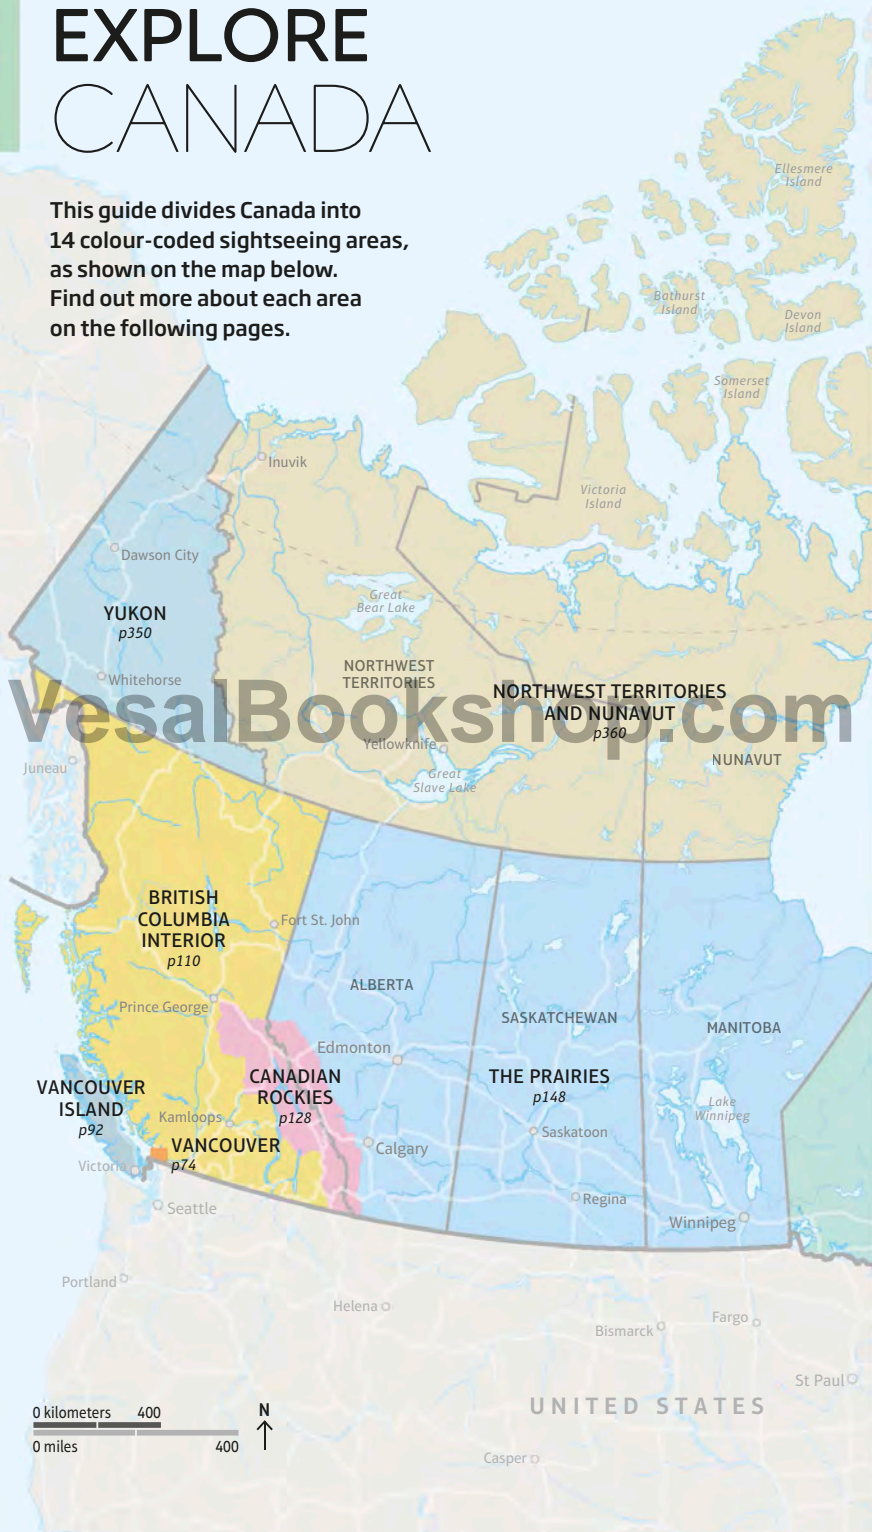 EXPLORE
CANADA
This guide divides Canada into
14 colour-coded sightseeing areas,
as shown on the map below.
Find out more about each area
on the following pages.
Ellesmere
Island
Bathurst
Island
Devon
Island
Somerset
Island
Inuvik
Victoria
Island
Dawson City
Great
Bear Lake
YUKON
p350
NORTHWEST
TERRITORIES
Whitehorse
NORTHWEST TERRITORIES
AND NUNAVUT
p360
VesalBookshop.com
Yellowknife
NUNAVUT
Juneau
Great
Slave Lake
BRITISH
COLUMBIA
INTERIOR
p110
Fort St. John
ALBERTA
Prince George
SASKATCHEWAN
MANITOBA
Edmonton
CANADIAN
ROCKIES
p128
THE PRAIRIES
p148
VANCOUVER
ISLAND
p92
Lake
Winnipeg
Kamloops
Saskatoon
VANCOUVER
p74
Calgary
Victoria
Regina
Seattle
Winnipeg
Portland
Helena
Bismarck
Fargo
St Paul
UNITED STATES
0 kilometers 400
0 miles 400
N
Casper